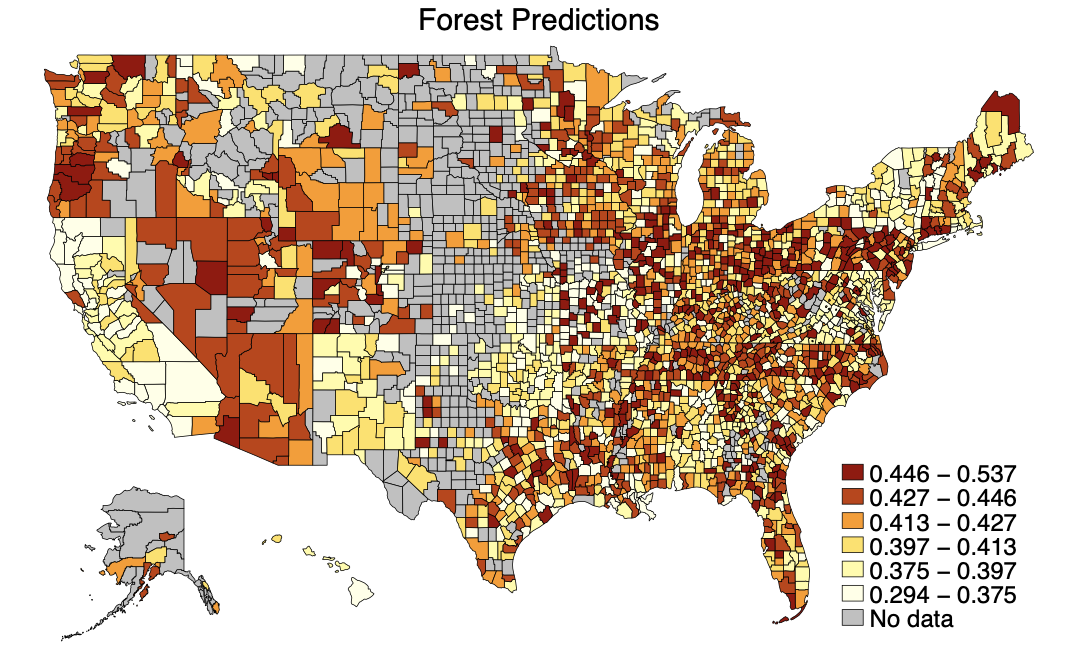 Forest Predictions
0.446 – 0.537
0.427 – 0.446
0.413 – 0.427
0.397 – 0.413
0.375 – 0.397
0.294 – 0.375
No data